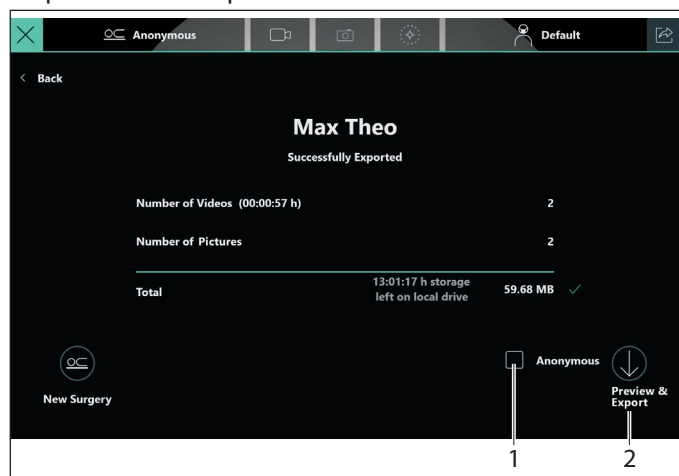 Anonymous
Default
Back
Max Theo
Successfully Exported
Number of Videos (00:00:57 h) 2
Number of Pictures 2
Total 13:01:17 h storage left on local drive 59.68 MB
Anonymous
New Surgery
Preview &
Export
1 2